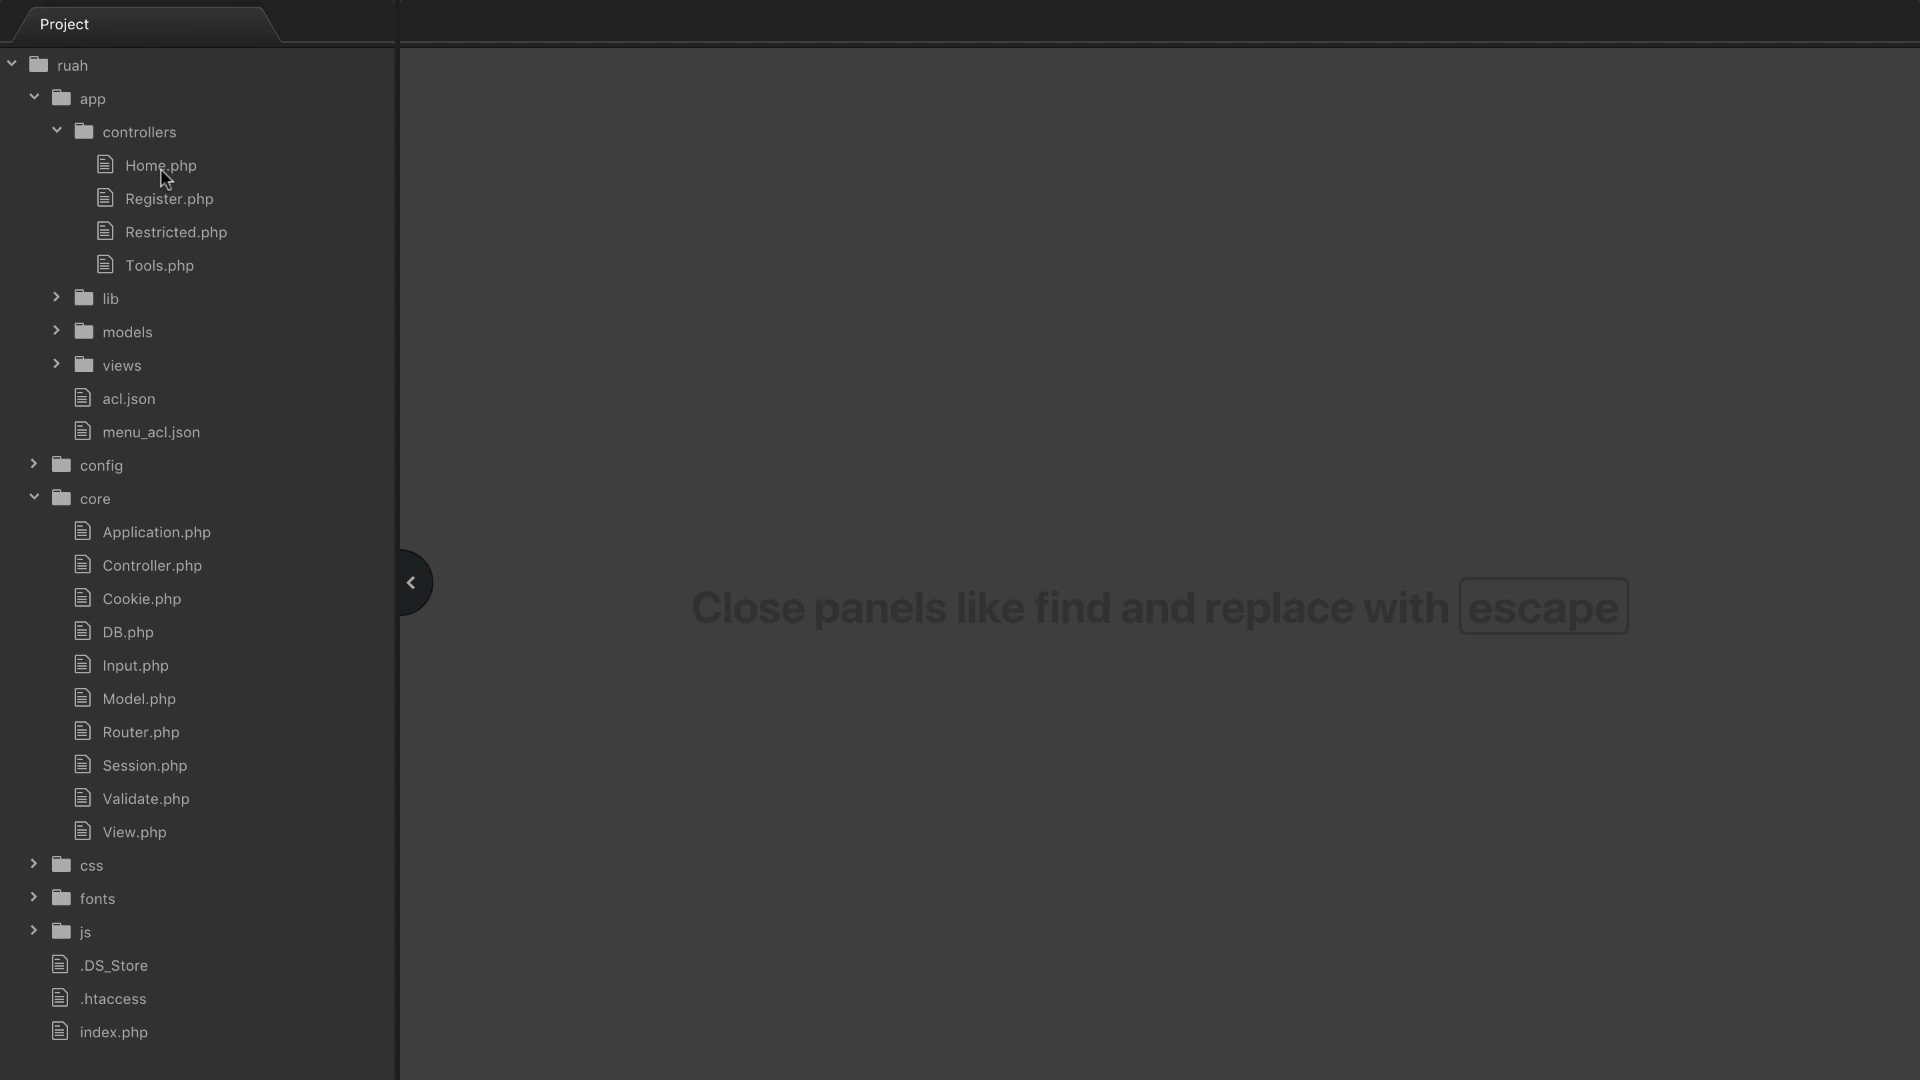 Project
ruah
app
controllers
Home.php
Register.php
Restricted.php
Tools.php
lib
models
views
acl.json
menu_acl.json
config
core
Application.php
Controller.php
Cookie.php
DB.php
Input.php
Model.php
Router.php
Session.php
Validate.php
View.php
css
fonts
js
.DS_Store
.htaccess
index.php
Close panels like find and replace with escape